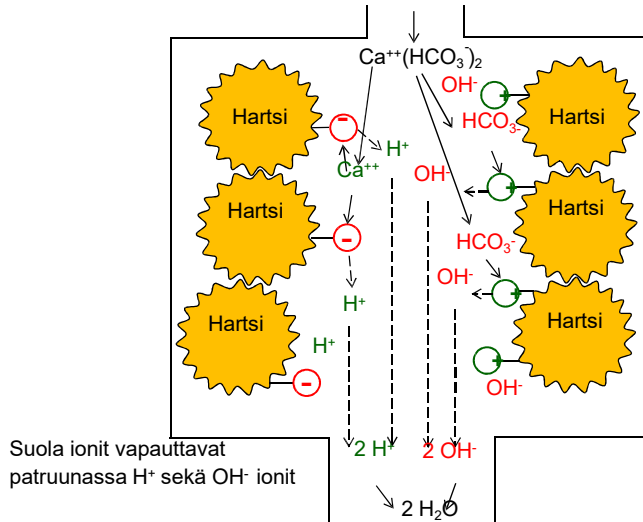 Ca⁺⁺(HCO₃⁻)₂
OH⁻
+
Hartsi
Hartsi
HCO₃⁻
-
H⁺
Ca⁺⁺
OH⁻
+
Hartsi
Hartsi
-
HCO₃⁻
OH⁻
+
H⁺
Hartsi
Hartsi
H⁺
+
-
OH⁻
2 H⁺
2 OH⁻
Suola ionit vapauttavat
patruunassa H⁺ sekä OH⁻ ionit
2 H₂O